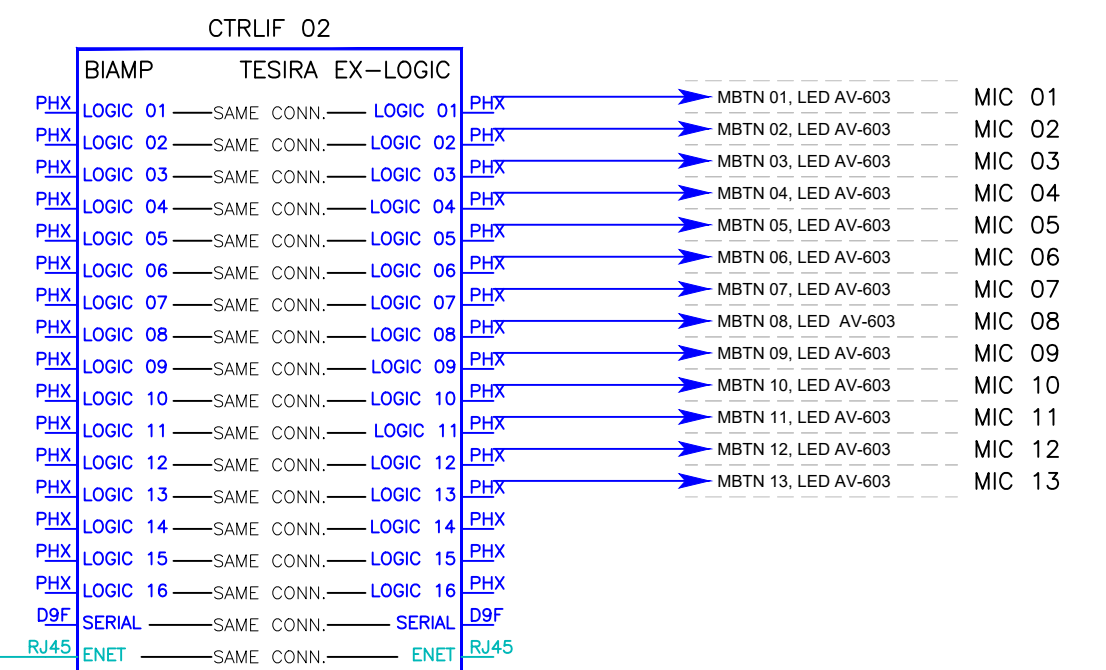 CTRLIF 02
BIAMP TESIRA EX-LOGIC
PHX LOGIC 01 SAME CONN. LOGIC 01 PHX MBTN 01, LED AV-603 MIC 01
PHX LOGIC 02 SAME CONN. LOGIC 02 PHX MBTN 02, LED AV-603 MIC 02
PHX LOGIC 03 SAME CONN. LOGIC 03 PHX MBTN 03, LED AV-603 MIC 03
PHX LOGIC 04 SAME CONN. LOGIC 04 PHX MBTN 04, LED AV-603 MIC 04
PHX LOGIC 05 SAME CONN. LOGIC 05 PHX MBTN 05, LED AV-603 MIC 05
PHX LOGIC 06 SAME CONN. LOGIC 06 PHX MBTN 06, LED AV-603 MIC 06
PHX LOGIC 07 SAME CONN. LOGIC 07 PHX MBTN 07, LED AV-603 MIC 07
PHX LOGIC 08 SAME CONN. LOGIC 08 PHX MBTN 08, LED AV-603 MIC 08
PHX LOGIC 09 SAME CONN. LOGIC 09 PHX MBTN 09, LED AV-603 MIC 09
PHX LOGIC 10 SAME CONN. LOGIC 10 PHX MBTN 10, LED AV-603 MIC 10
PHX LOGIC 11 SAME CONN. LOGIC 11 PHX MBTN 11, LED AV-603 MIC 11
PHX LOGIC 12 SAME CONN. LOGIC 12 PHX MBTN 12, LED AV-603 MIC 12
PHX LOGIC 13 SAME CONN. LOGIC 13 PHX MBTN 13, LED AV-603 MIC 13
PHX LOGIC 14 SAME CONN. LOGIC 14 PHX
PHX LOGIC 15 SAME CONN. LOGIC 15 PHX
PHX LOGIC 16 SAME CONN. LOGIC 16 PHX
D9F SERIAL SAME CONN. SERIAL D9F
RJ45 ENET SAME CONN. ENET RJ45